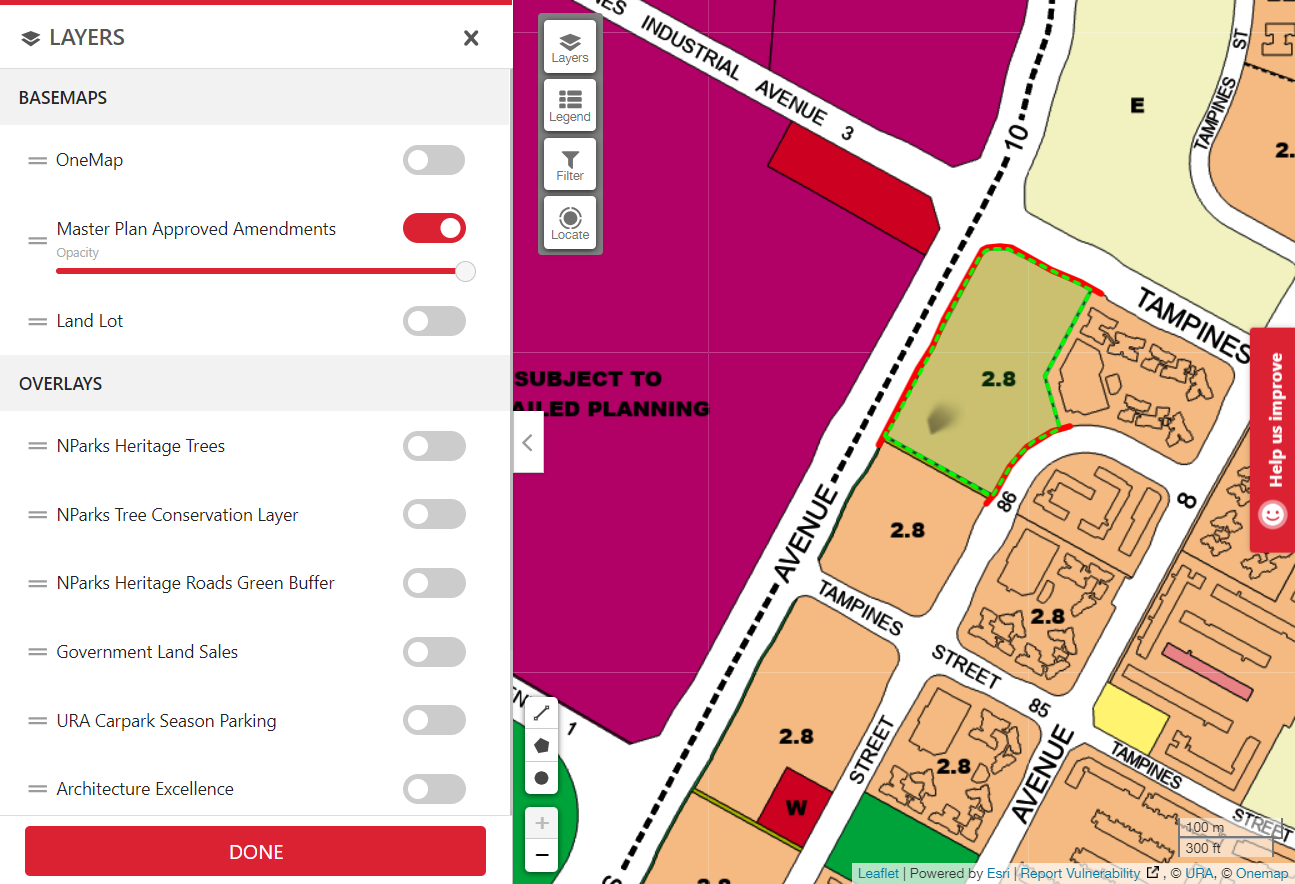 LAYERS
BASEMAPS
OneMap
Master Plan Approved Amendments
Opacity
Land Lot
OVERLAYS
NParks Heritage Trees
NParks Tree Conservation Layer
NParks Heritage Roads Green Buffer
Government Land Sales
URA Carpark Season Parking
Architecture Excellence
DONE
Layers
Legend
Filter
Locate
NES INDUSTRIAL AVENUE 3
10
E
TAMPINES ST
2.
TAMPINES
2.8
SUBJECT TO
AILED PLANNING
Help us improve
86
8
2.8
AVENUE
TAMPINES
STREET
85
2.8
EN
1
2.8
STREET
2.8
AVENUE
TAMPINES
STREET
W
2.8
100 m
300 ft
Leaflet | Powered by Esri | Report Vulnerability , © URA, © Onemap